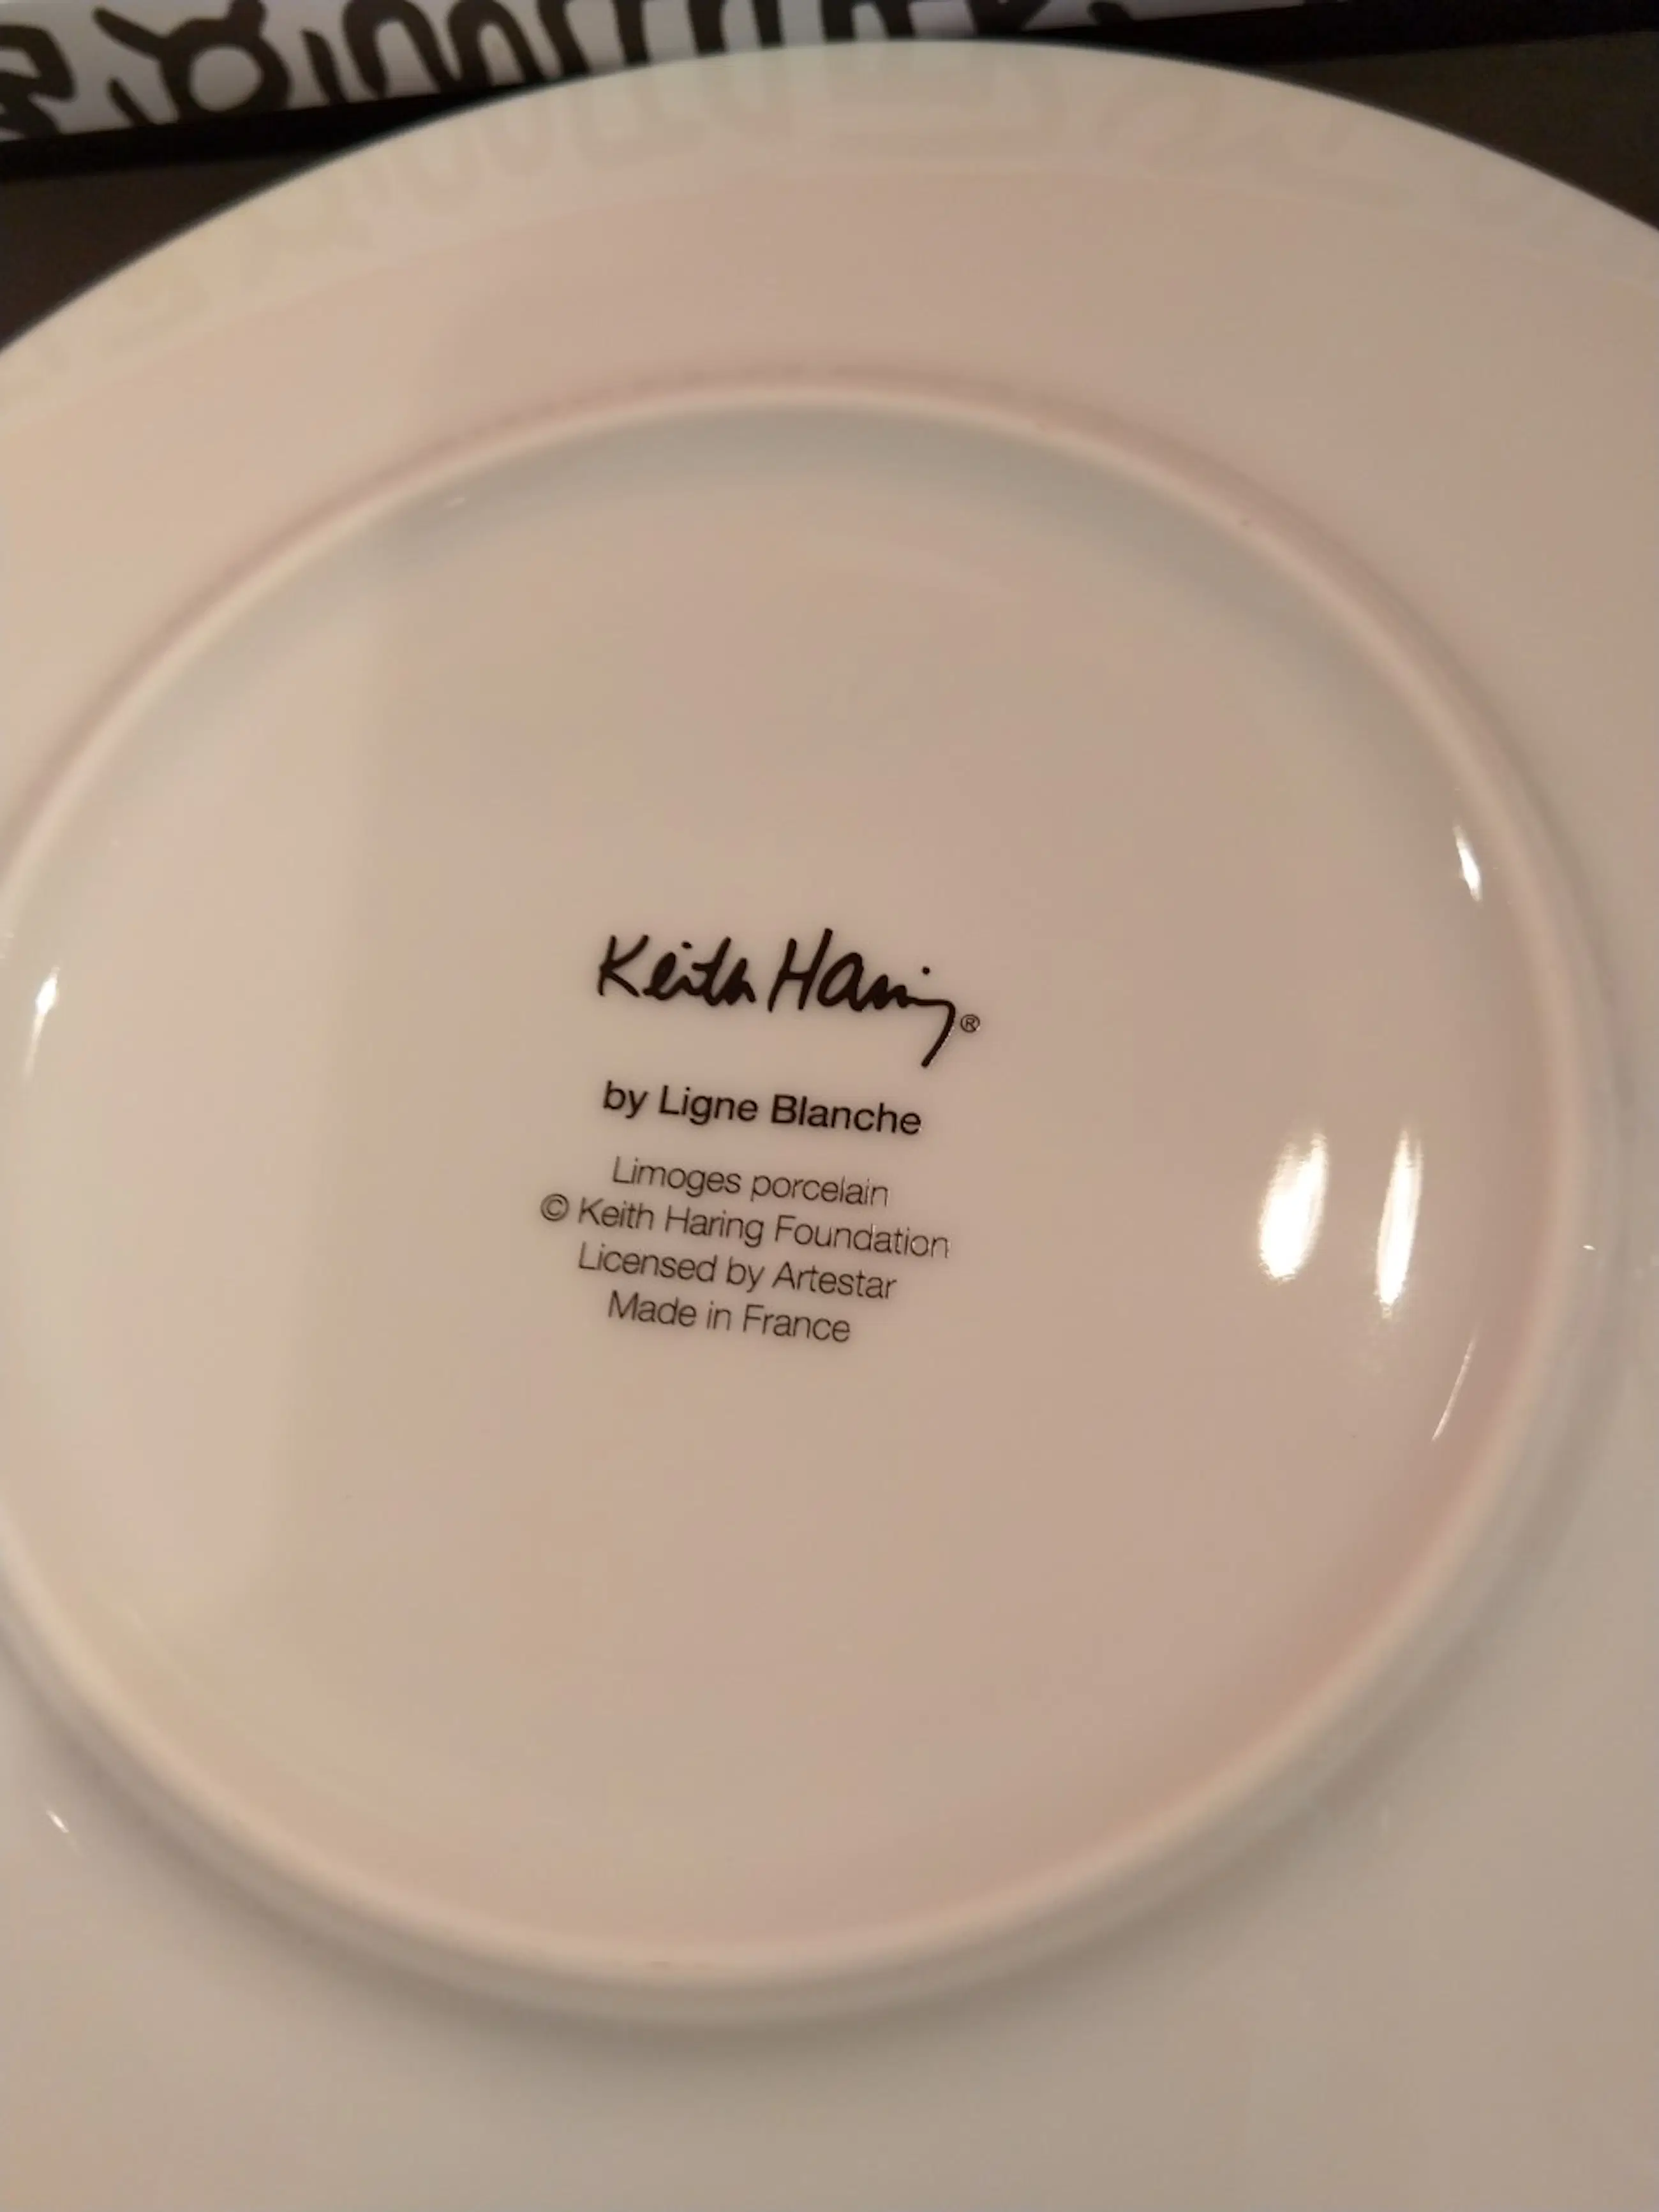 Keith Haring®
by Ligne Blanche
Limoges porcelain
© Keith Haring Foundation
Licensed by Artestar
Made in France